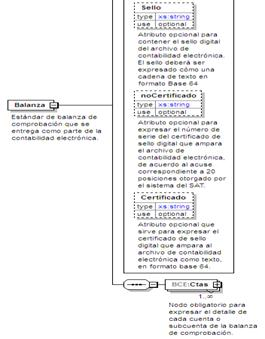 Sello
type xs:string
use optional
Atributo opcional para
contener el sello digital
del archivo de
contabilidad electrónica.
El sello deberá ser
expresado cómo una
cadena de texto en
formato Base 64
noCertificado
type xs:string
use optional
Atributo opcional para
expresar el número de
serie del certificado de
sello digital que ampara
el archivo de
contabilidad electrónica,
de acuerdo al acuse
correspondiente a 20
posiciones otorgado por
el sistema del SAT.
Balanza
Estándar de balanza de
comprobación que se
entrega como parte de la
contabilidad electrónica.
Certificado
type xs:string
use optional
Atributo opcional que
sirve para expresar el
certificado de sello
digital que ampara al
archivo de contabilidad
electrónica como texto,
en formato base 64.
BCE:Ctas
1..∞
Nodo obligatorio para
expresar el detalle de
cada cuenta o
subcuenta de la balanza
de comprobación.